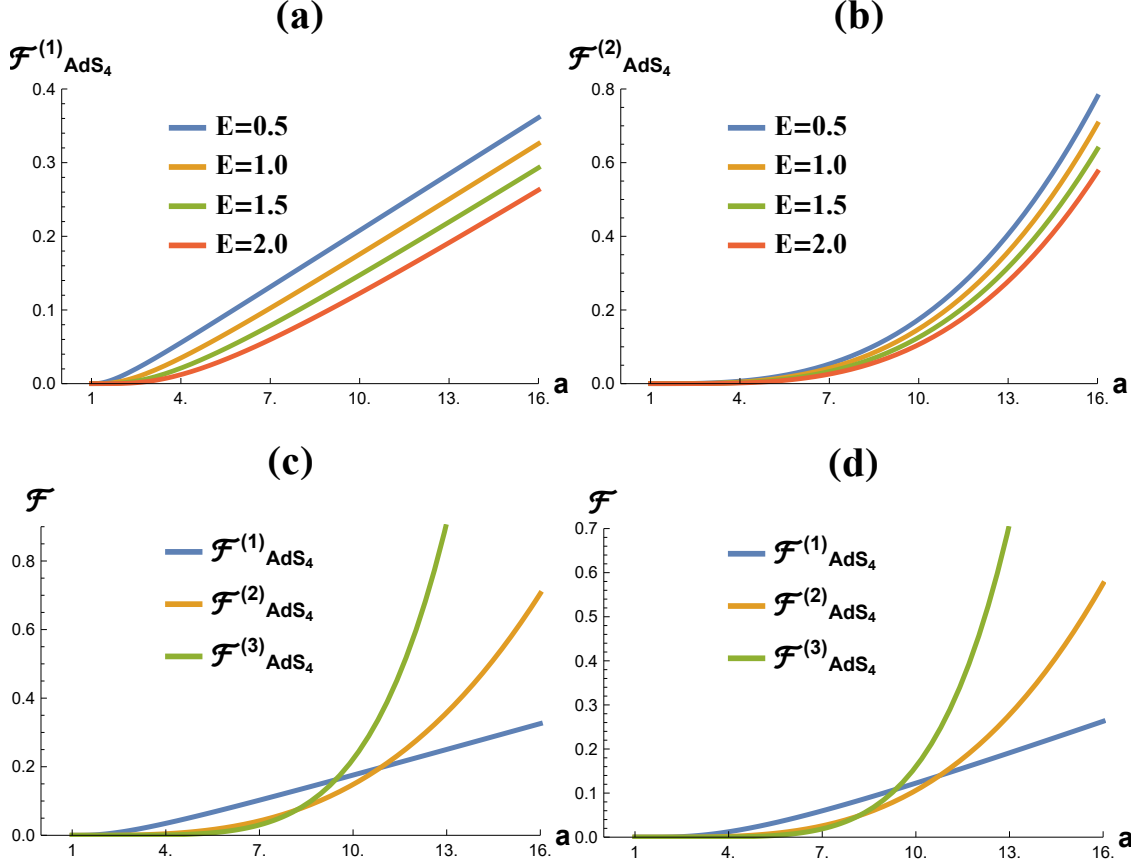 (a)
ℱ(1)AdS4
0.4
0.3
0.2
0.1
0.0
E=0.5
E=1.0
E=1.5
E=2.0
1 4. 7. 10. 13. 16. a
(b)
ℱ(2)AdS4
0.8
0.6
0.4
0.2
0.0
E=0.5
E=1.0
E=1.5
E=2.0
1 4. 7. 10. 13. 16. a
(c)
ℱ
0.8
0.6
0.4
0.2
0.0
ℱ(1)AdS4
ℱ(2)AdS4
ℱ(3)AdS4
1 4. 7. 10. 13. 16. a
(d)
ℱ
0.7
0.6
0.5
0.4
0.3
0.2
0.1
0.0
ℱ(1)AdS4
ℱ(2)AdS4
ℱ(3)AdS4
1 4. 7. 10. 13. 16. a